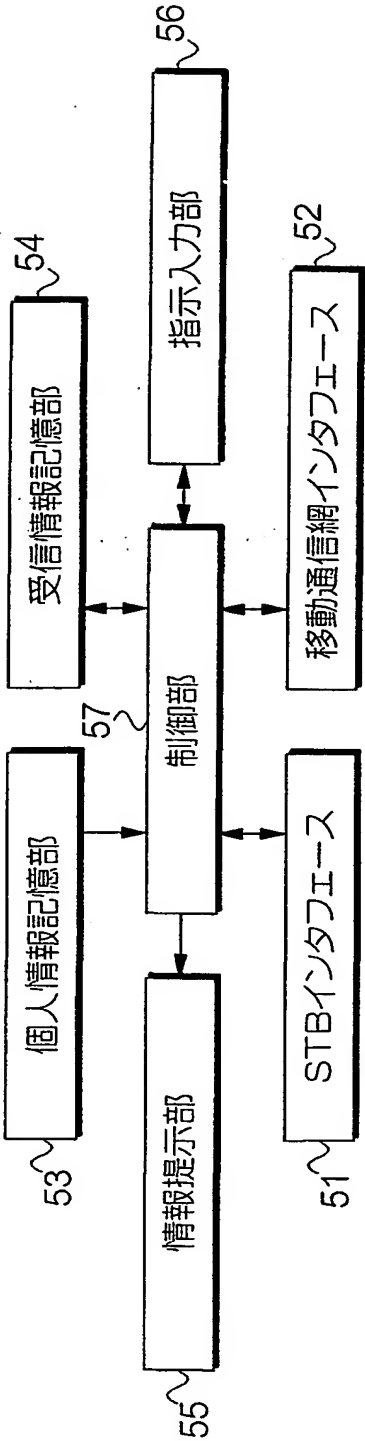 53
個人情報記憶部
54
受信情報記憶部
55
情報提示部
57
制御部
56
指示入力部
51
STBインタフェース
52
移動通信網インタフェース